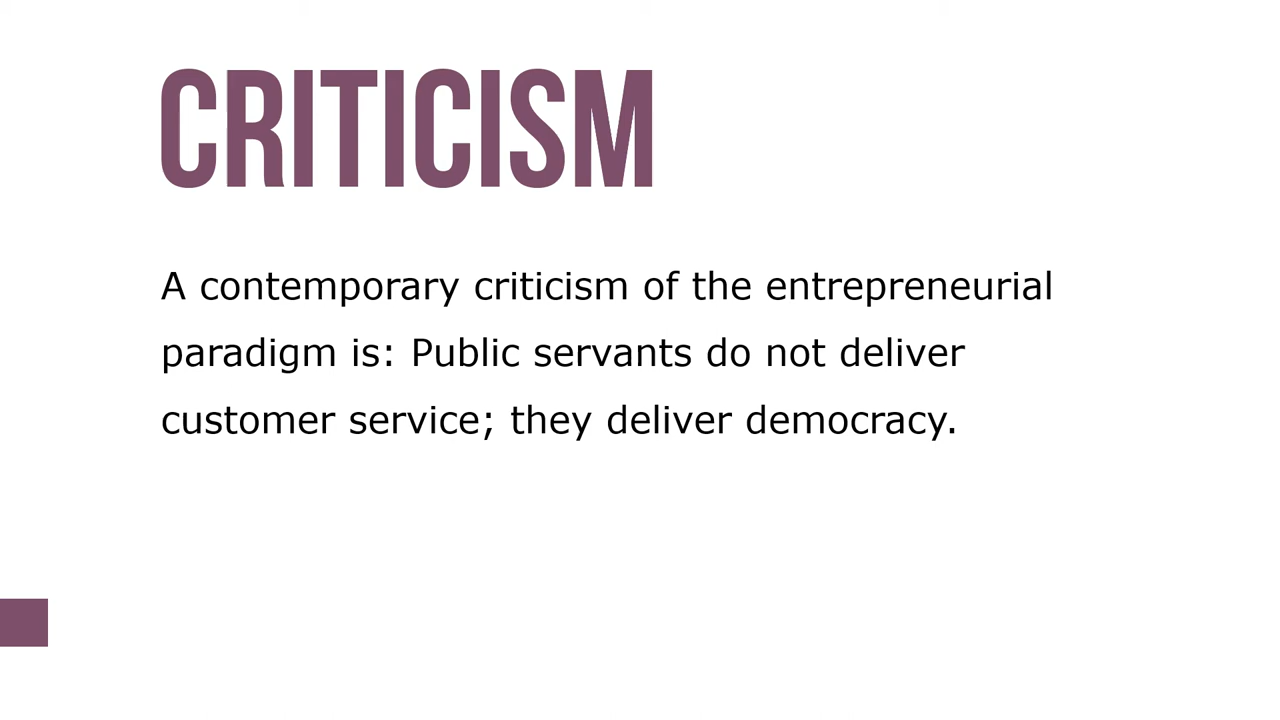 CRITICISM
A contemporary criticism of the entrepreneurial
paradigm is: Public servants do not deliver
customer service; they deliver democracy.